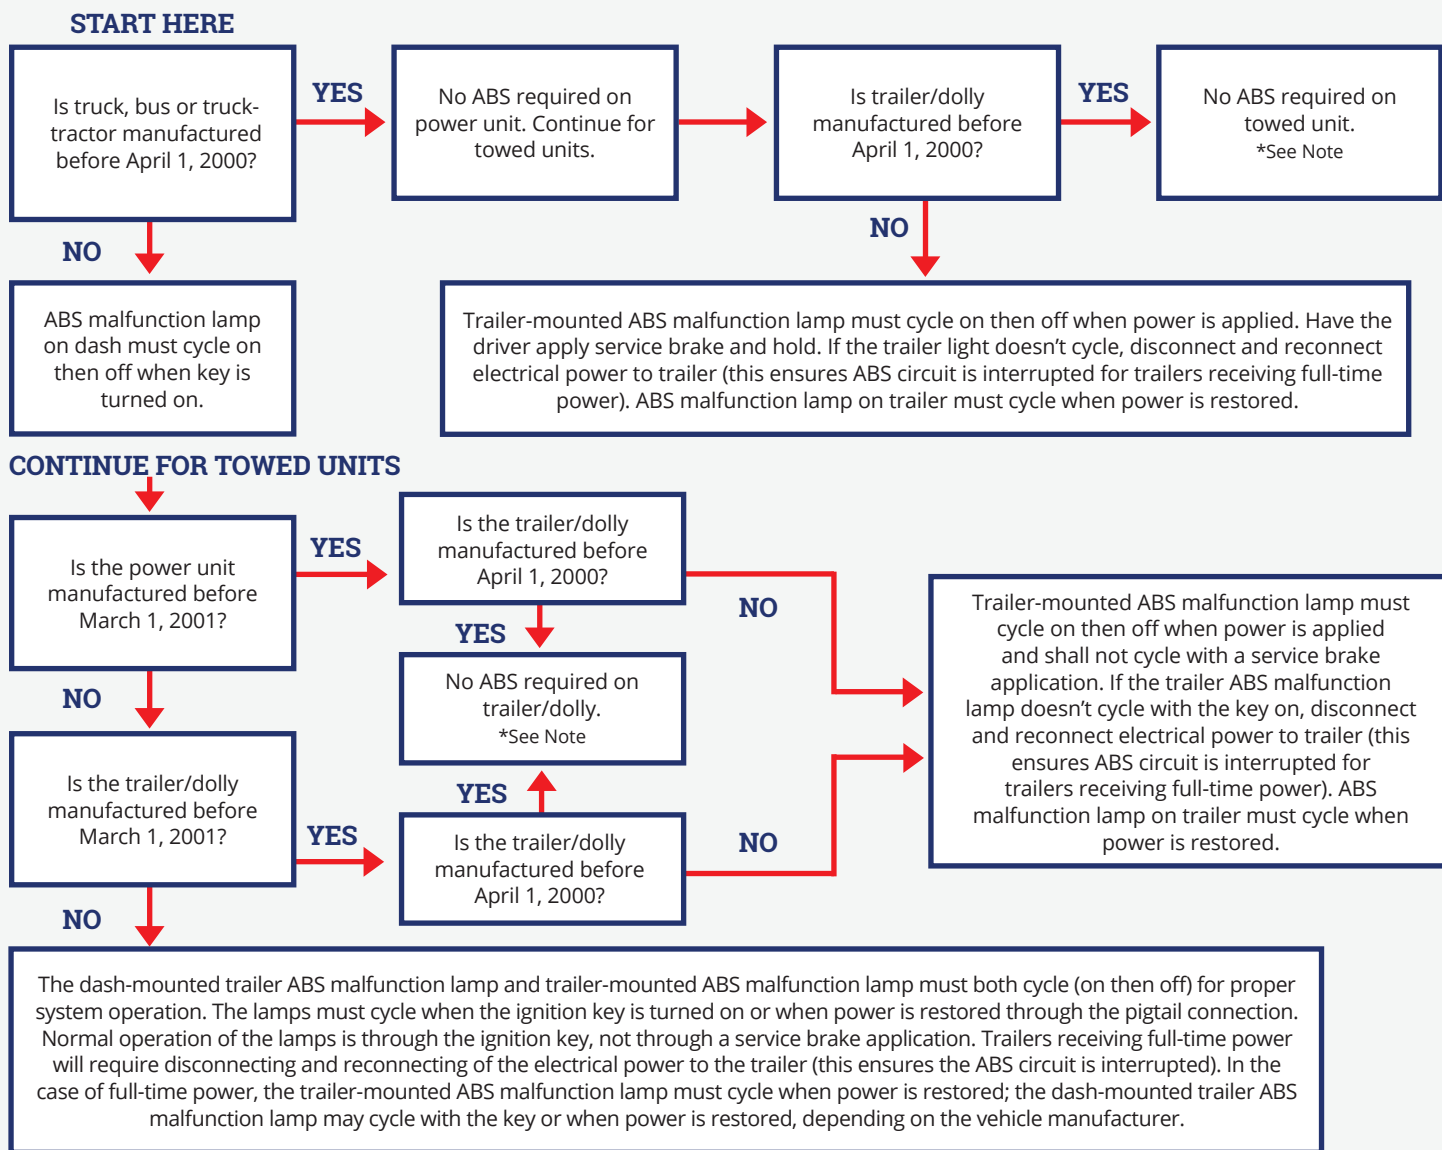 START HERE
Is truck, bus or truck-
tractor manufactured
before April 1, 2000?
YES
No ABS required on
power unit. Continue for
towed units.
Is trailer/dolly
manufactured before
April 1, 2000?
YES
No ABS required on
towed unit.
*See Note
NO
NO
ABS malfunction lamp
on dash must cycle on
then off when key is
turned on.
Trailer-mounted ABS malfunction lamp must cycle on then off when power is applied. Have the
driver apply service brake and hold. If the trailer light doesn’t cycle, disconnect and reconnect
electrical power to trailer (this ensures ABS circuit is interrupted for trailers receiving full-time
power). ABS malfunction lamp on trailer must cycle when power is restored.
CONTINUE FOR TOWED UNITS
Is the power unit
manufactured before
March 1, 2001?
YES
Is the trailer/dolly
manufactured before
April 1, 2000?
NO
YES
No ABS required on
trailer/dolly.
*See Note
Trailer-mounted ABS malfunction lamp must
cycle on then off when power is applied
and shall not cycle with a service brake
application. If the trailer ABS malfunction
lamp doesn’t cycle with the key on, disconnect
and reconnect electrical power to trailer (this
ensures ABS circuit is interrupted for
trailers receiving full-time power). ABS
malfunction lamp on trailer must cycle when
power is restored.
NO
Is the trailer/dolly
manufactured before
March 1, 2001?
YES
YES
Is the trailer/dolly
manufactured before
April 1, 2000?
NO
NO
The dash-mounted trailer ABS malfunction lamp and trailer-mounted ABS malfunction lamp must both cycle (on then off) for proper
system operation. The lamps must cycle when the ignition key is turned on or when power is restored through the pigtail connection.
Normal operation of the lamps is through the ignition key, not through a service brake application. Trailers receiving full-time power
will require disconnecting and reconnecting of the electrical power to the trailer (this ensures the ABS circuit is interrupted). In the
case of full-time power, the trailer-mounted ABS malfunction lamp must cycle when power is restored; the dash-mounted trailer ABS
malfunction lamp may cycle with the key or when power is restored, depending on the vehicle manufacturer.